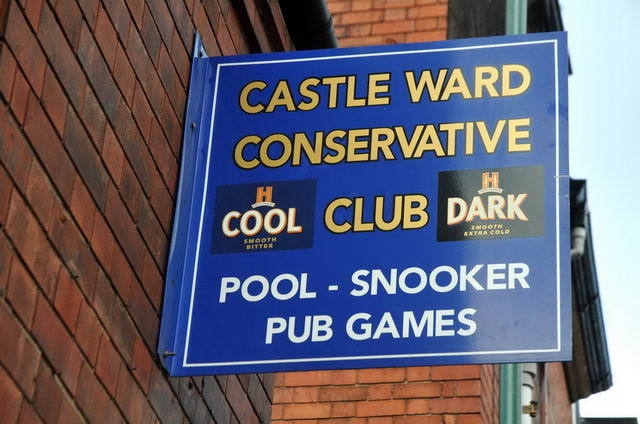 CASTLE WARD
CONSERVATIVE
H
COOL
SMOOTH
BITTER
CLUB
H
DARK
SMOOTH
EXTRA COLD
POOL - SNOOKER
PUB GAMES